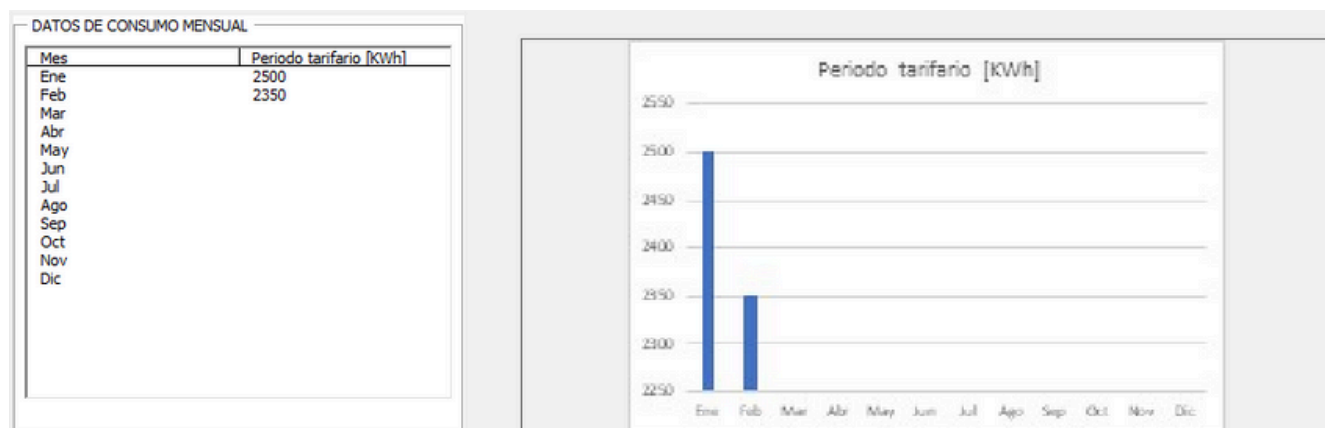 DATOS DE CONSUMO MENSUAL
Mes Periodo tarifario [KWh]
Ene 2500
Feb 2350
Mar
Abr
May
Jun
Jul
Ago
Sep
Oct
Nov
Dic
Periodo tarifario [KWh]
2550
2500
2450
2400
2350
2300
2250
Ene Feb Mar Abr May Jun Jul Ago Sep Oct Nov Dic